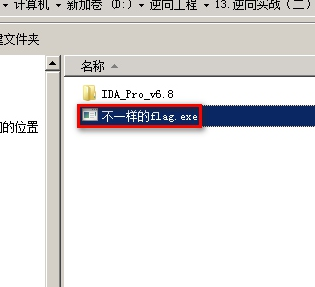 计算机 ▾ 新加卷 (D:) ▾ 逆向工程 ▾ 13.逆向实战(二)
建文件夹
名称
IDA_Pro_v6.8
不一样的flag.exe
的位置